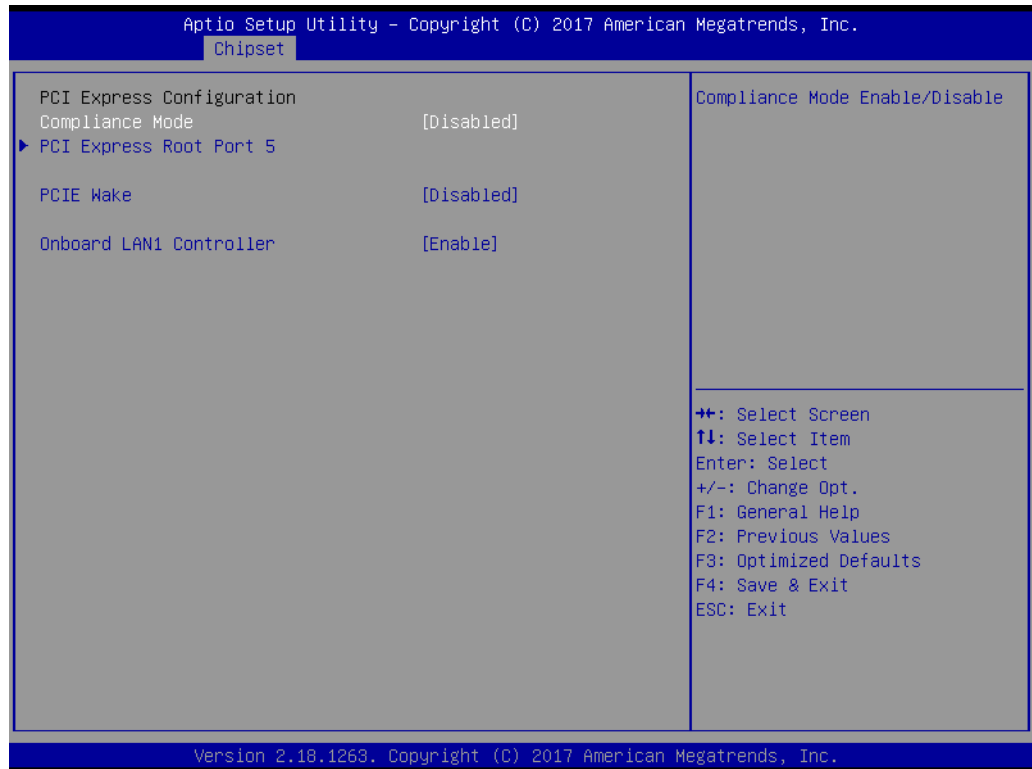 Aptio Setup Utility – Copyright (C) 2017 American Megatrends, Inc.
Chipset
PCI Express Configuration
Compliance Mode [Disabled]
▶ PCI Express Root Port 5
PCIE Wake [Disabled]
Onboard LAN1 Controller [Enable]
Compliance Mode Enable/Disable
→←: Select Screen
↑↓: Select Item
Enter: Select
+/-: Change Opt.
F1: General Help
F2: Previous Values
F3: Optimized Defaults
F4: Save & Exit
ESC: Exit
Version 2.18.1263. Copyright (C) 2017 American Megatrends, Inc.